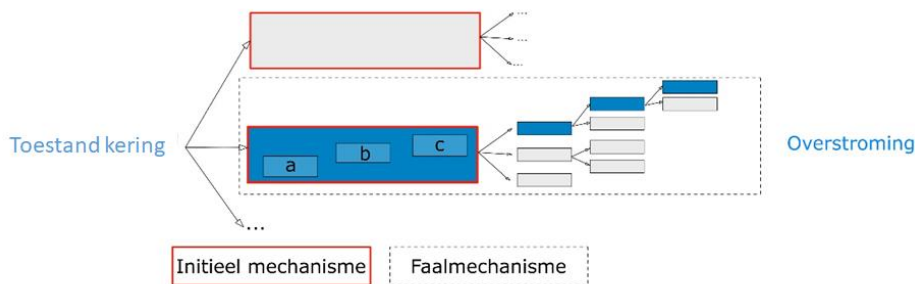 ...
...
...
Toestand kering
a
b
c
Overstroming
...
Initieel mechanisme
Faalmechanisme